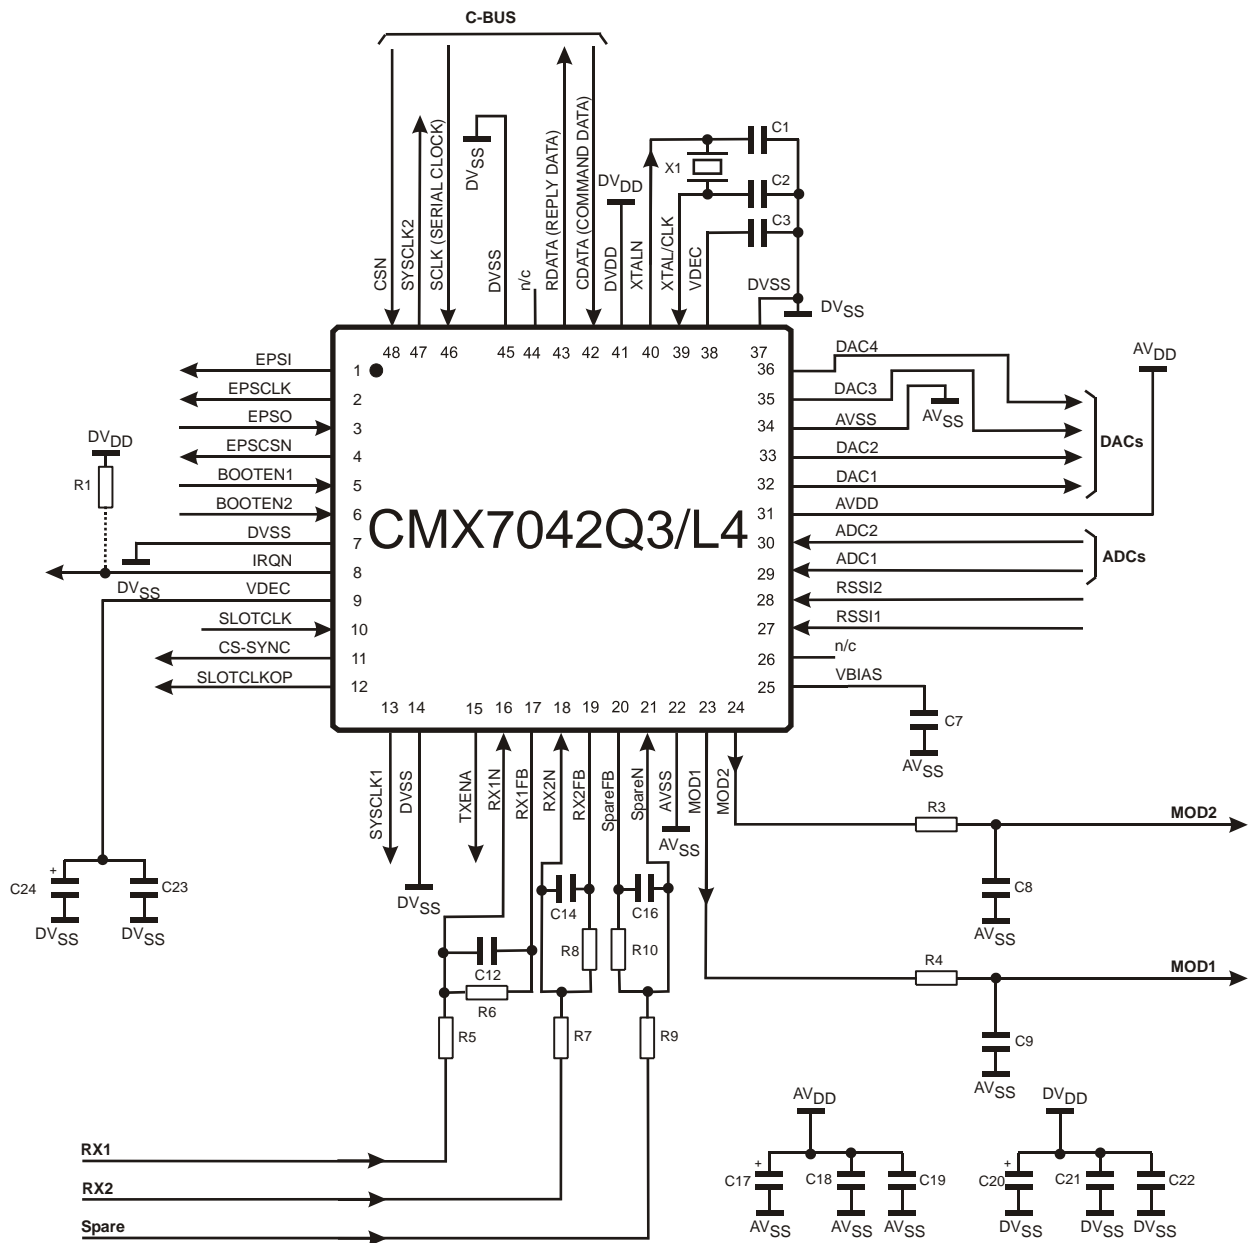 C-BUS
CSN
SYSCLK2
SCLK (SERIAL CLOCK)
DVSS
DVSS
n/c
RDATA (REPLY DATA)
CDATA (COMMAND DATA)
DVDD
DVDD
XTALN
XTAL/CLK
VDEC
DVSS
DVSS
X1
C1
C2
C3
48 47 46 45 44 43 42 41 40 39 38 37
EPSI
1
EPSCLK
2
EPSO
3
EPSCSN
4
BOOTEN1
5
BOOTEN2
6
DVSS
7
IRQN
8
VDEC
9
SLOTCLK
10
CS-SYNC
11
SLOTCLKOP
12
DVDD
R1
DVSS
CMX7042Q3/L4
36
DAC4
35
DAC3
34
AVSS
AVSS
33
DAC2
32
DAC1
31
AVDD
30
ADC2
29
ADC1
28
RSSI2
27
RSSI1
26
n/c
25
VBIAS
AVDD
DACs
ADCs
C7
AVSS
13 14 15 16 17 18 19 20 21 22 23 24
SYSCLK1
DVSS
TXENA
RX1N
RX1FB
RX2N
RX2FB
SpareFB
SpareN
AVSS
MOD1
MOD2
DVSS
AVSS
R3
MOD2
C8
AVSS
R4
MOD1
C9
AVSS
C24
+
C23
DVSS
DVSS
C14
C16
R8
R10
C12
R6
R5
R7
R9
RX1
RX2
Spare
AVDD
C17
+
C18
C19
AVSS
AVSS
AVSS
DVDD
C20
+
C21
C22
DVSS
DVSS
DVSS